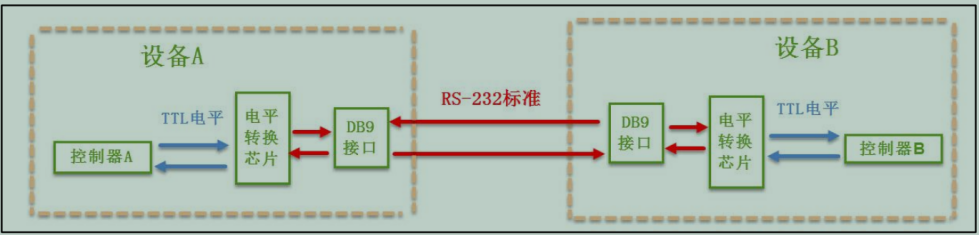 设备A
设备B
RS-232标准
TTL电平
电平
转换
芯片
DB9
接口
控制器A
DB9
接口
电平
转换
芯片
TTL电平
控制器B